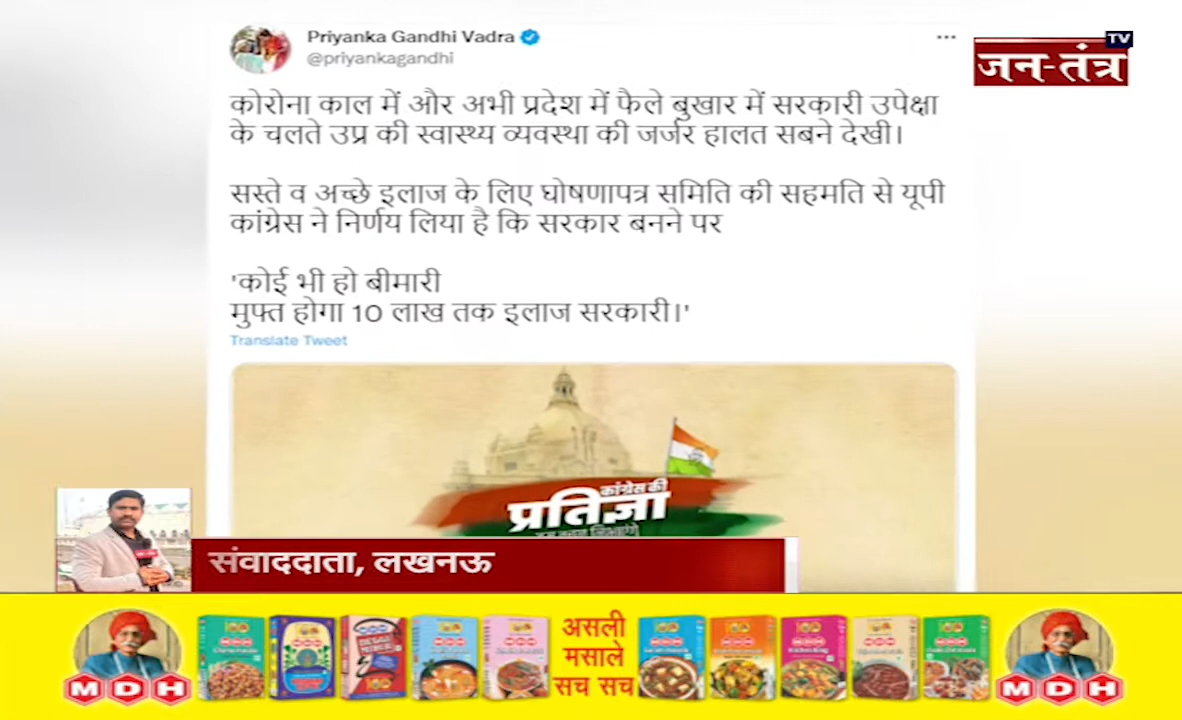 Priyanka Gandhi Vadra
@priyankagandhi
जन-तंत्र TV
कोरोना काल में और अभी प्रदेश में फैले बुखार में सरकारी उपेक्षा
के चलते उप्र की स्वास्थ्य व्यवस्था की जर्जर हालत सबने देखी।
सस्ते व अच्छे इलाज के लिए घोषणापत्र समिति की सहमति से यूपी
कांग्रेस ने निर्णय लिया है कि सरकार बनने पर
'कोई भी हो बीमारी
मुफ्त होगा 10 लाख तक इलाज सरकारी।'
Translate Tweet
कांग्रेस की
प्रतिज्ञा
संवाददाता, लखनऊ
असली
मसाले
सच सच
MDH
MDH